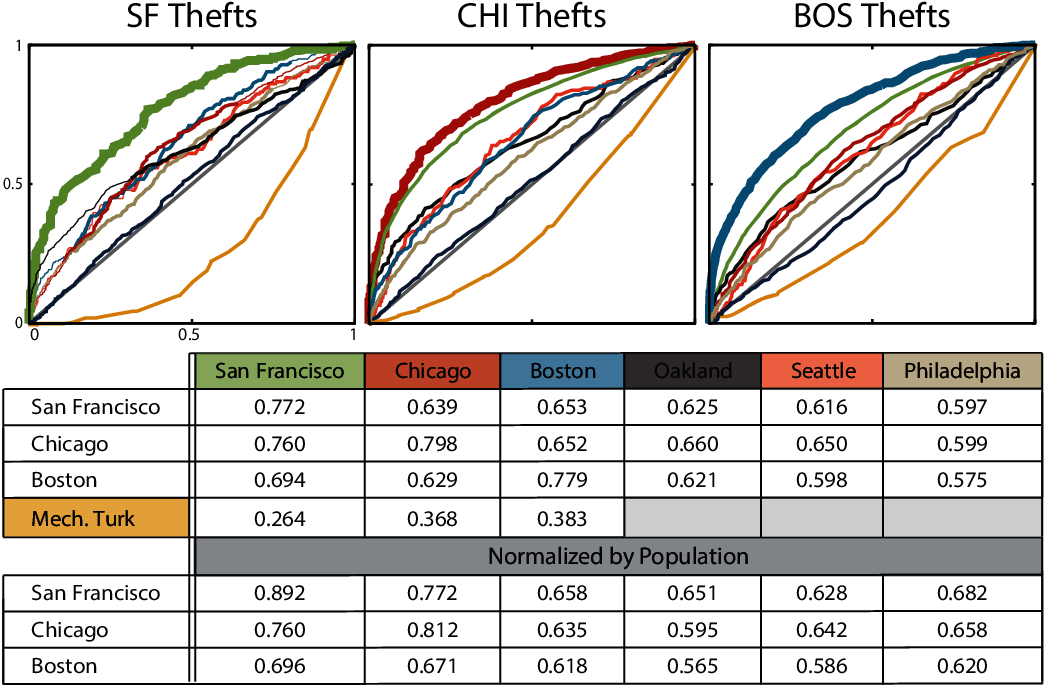 SF Thefts CHI Thefts BOS Thefts
1
0.5
0
0 0.5 1
San Francisco Chicago Boston Oakland Seattle Philadelphia
San Francisco 0.772 0.639 0.653 0.625 0.616 0.597
Chicago 0.760 0.798 0.652 0.660 0.650 0.599
Boston 0.694 0.629 0.779 0.621 0.598 0.575
Mech. Turk 0.264 0.368 0.383
Normalized by Population
San Francisco 0.892 0.772 0.658 0.651 0.628 0.682
Chicago 0.760 0.812 0.635 0.595 0.642 0.658
Boston 0.696 0.671 0.618 0.565 0.586 0.620